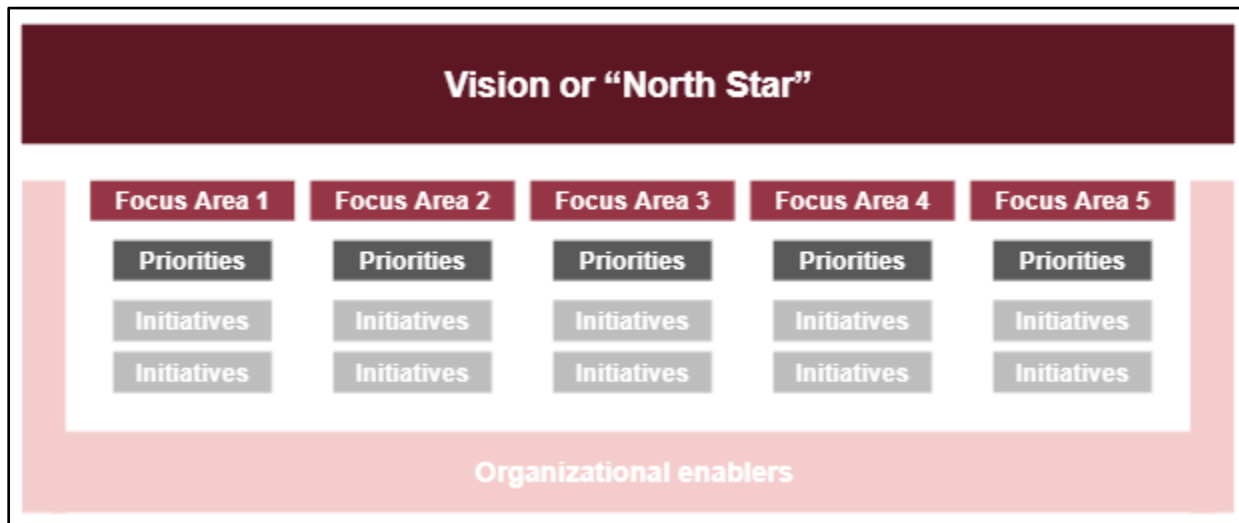 Vision or “North Star”
Focus Area 1 Focus Area 2 Focus Area 3 Focus Area 4 Focus Area 5
Priorities Priorities Priorities Priorities Priorities
Initiatives Initiatives Initiatives Initiatives Initiatives
Initiatives Initiatives Initiatives Initiatives Initiatives
Organizational enablers